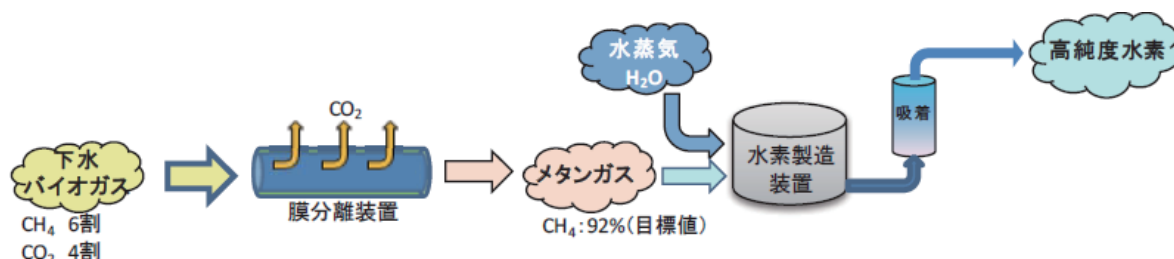 下水
バイオガス
CH₄ 6割
CO₂ 4割
CO₂
膜分離装置
メタンガス
CH₄：92%(目標値)
水蒸気
H₂O
水素製造
装置
吸着
高純度水素